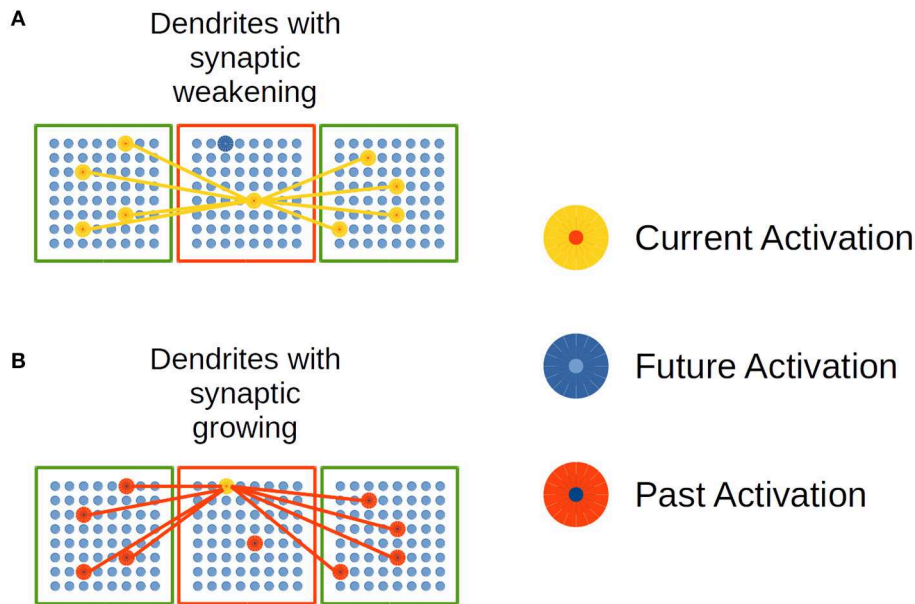 A
Dendrites with
synaptic
weakening
Current Activation
Future Activation
B
Dendrites with
synaptic
growing
Past Activation